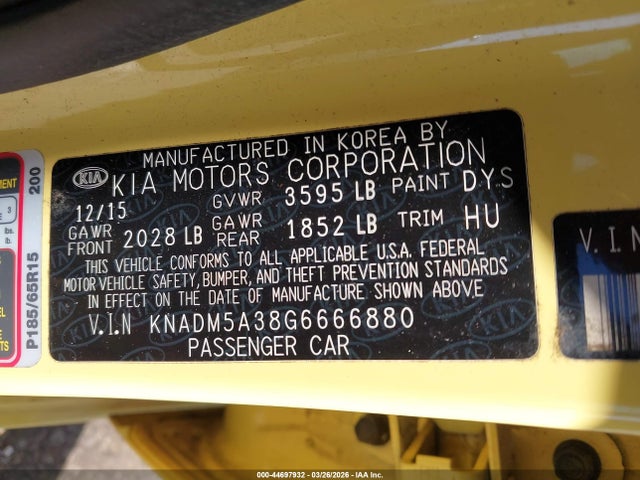 MANUFACTURED IN KOREA BY
KIA KIA MOTORS CORPORATION
12/15 GVWR 3595 LB PAINT DYS
GAWR FRONT 2028 LB GAWR REAR 1852 LB TRIM HU
THIS VEHICLE CONFORMS TO ALL APPLICABLE U.S.A. FEDERAL
MOTOR VEHICLE SAFETY, BUMPER, AND THEFT PREVENTION STANDARDS
IN EFFECT ON THE DATE OF MANUFACTURE SHOWN ABOVE
V.I.N KNADM5A38G6666880
PASSENGER CAR
P185/65R15 200
V.I.N
000-44697932 - 03/26/2026 - IAA Inc.